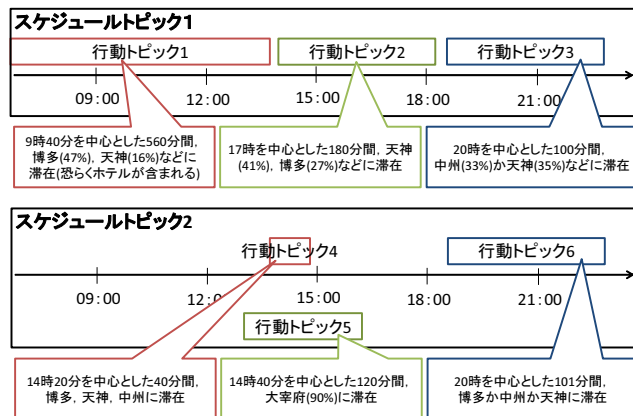 スケジュールトピック1
行動トピック1
行動トピック2
行動トピック3
09:00
12:00
15:00
18:00
21:00
9時40分を中心とした560分間,
博多(47%), 天神(16%)などに
滞在(恐らくホテルが含まれる)
17時を中心とした180分間, 天神
(41%), 博多(27%)などに滞在
20時を中心とした100分間,
中州(33%)か天神(35%)などに滞在
スケジュールトピック2
行動トピック4
行動トピック6
09:00
12:00
15:00
18:00
21:00
行動トピック5
14時20分を中心とした40分間,
博多, 天神, 中州に滞在
14時40分を中心とした120分間,
大宰府(90%)に滞在
20時を中心とした101分間,
博多か中州か天神に滞在